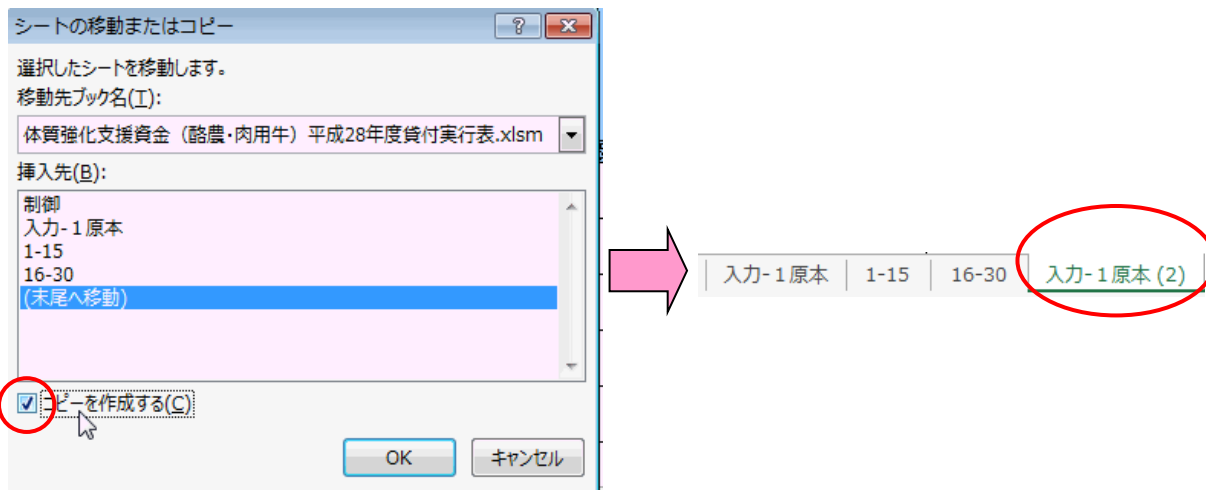 シートの移動またはコピー
選択したシートを移動します。
移動先ブック名(T):
体質強化支援資金（酪農・肉用牛）平成28年度貸付実行表.xlsm
挿入先(B):
制御
入力-１原本
1-15
16-30
(末尾へ移動)
コピーを作成する(C)
OK キャンセル
入力-１原本 1-15 16-30 入力-１原本 (2)